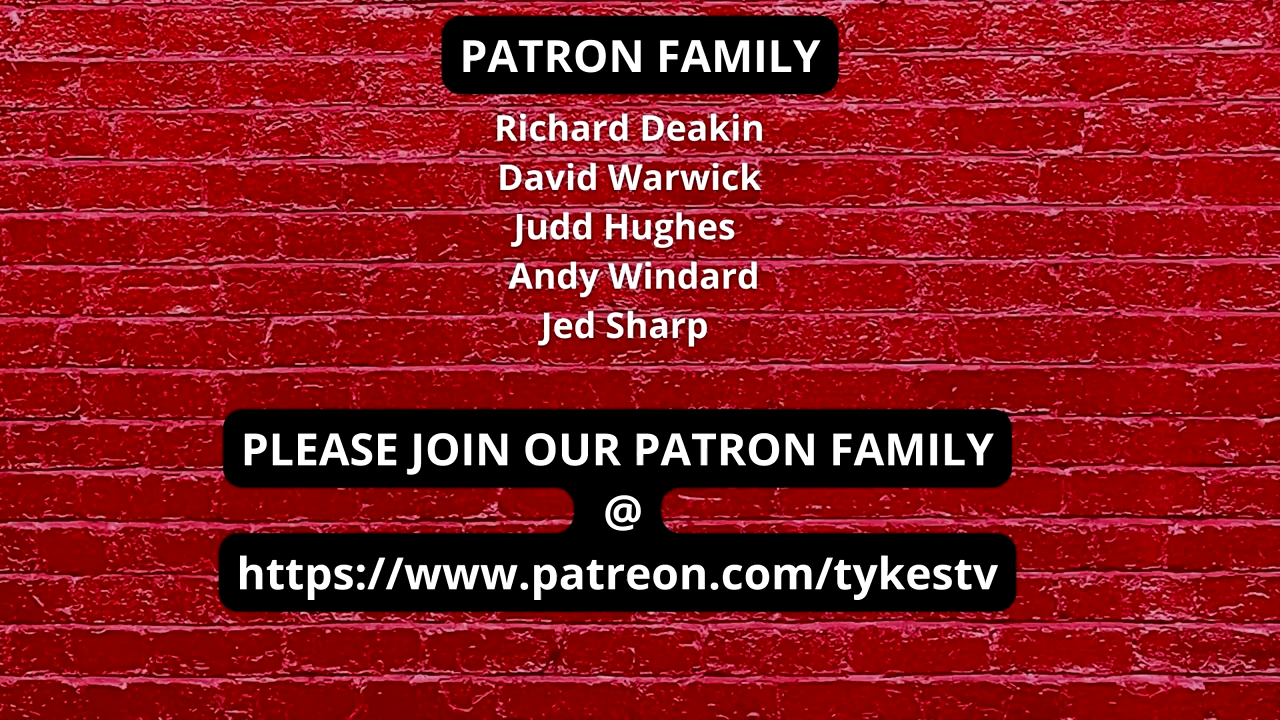 PATRON FAMILY
Richard Deakin
David Warwick
Judd Hughes
Andy Windard
Jed Sharp
PLEASE JOIN OUR PATRON FAMILY
@
https://www.patreon.com/tykestv